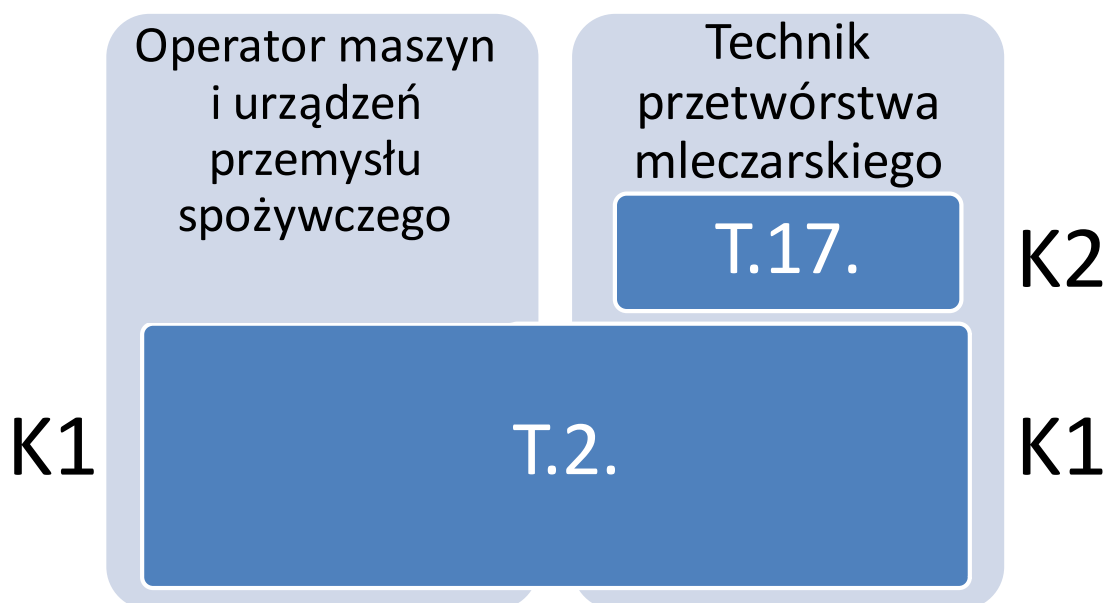 Operator maszyn
i urządzeń
przemysłu
spożywczego
Technik
przetwórstwa
mleczarskiego
T.17.
K2
K1
T.2.
K1